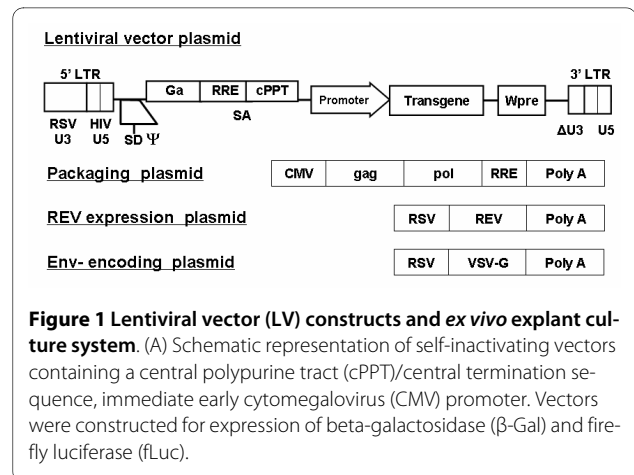 Lentiviral vector plasmid
5' LTR
3' LTR
Ga RRE cPPT
Promoter
Transgene
Wpre
SA
RSV U3
HIV U5
SD Ψ
ΔU3
U5
Packaging plasmid
CMV gag pol RRE Poly A
REV expression plasmid
RSV REV Poly A
Env- encoding plasmid
RSV VSV-G Poly A
Figure 1 Lentiviral vector (LV) constructs and ex vivo explant cul-
ture system. (A) Schematic representation of self-inactivating vectors
containing a central polypurine tract (cPPT)/central termination se-
quence, immediate early cytomegalovirus (CMV) promoter. Vectors
were constructed for expression of beta-galactosidase (β-Gal) and fire-
fly luciferase (fLuc).